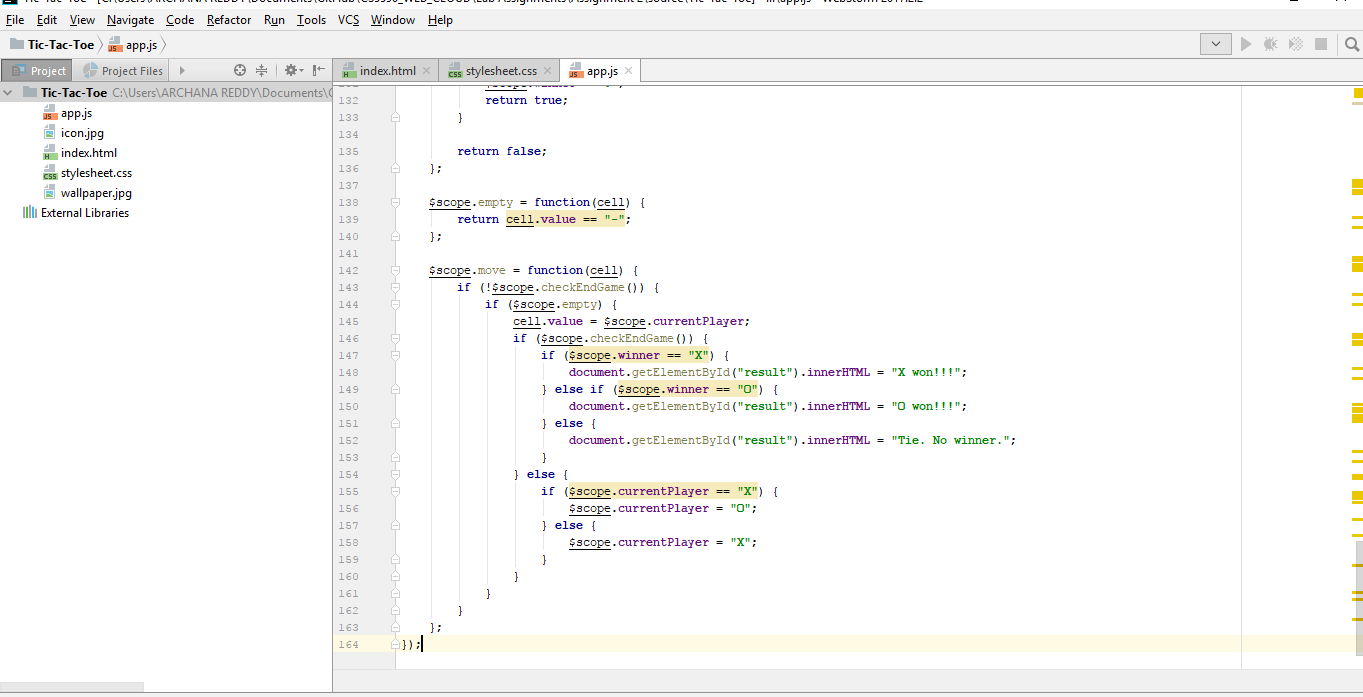 File Edit View Navigate Code Refactor Run Tools VCS Window Help
Tic-Tac-Toe app.js
Project Project Files
index.html stylesheet.css app.js
Tic-Tac-Toe C:\Users\ARCHANA REDDY\Documents\
app.js
icon.jpg
index.html
stylesheet.css
wallpaper.jpg
External Libraries
132 return true;
133 }
134
135 return false;
136 };
137
138 $scope.empty = function(cell) {
139 return cell.value == "-";
140 };
141
142 $scope.move = function(cell) {
143 if (!$scope.checkEndGame()) {
144 if ($scope.empty) {
145 cell.value = $scope.currentPlayer;
146 if ($scope.checkEndGame()) {
147 if ($scope.winner == "X") {
148 document.getElementById("result").innerHTML = "X won!!!";
149 } else if ($scope.winner == "O") {
150 document.getElementById("result").innerHTML = "O won!!!";
151 } else {
152 document.getElementById("result").innerHTML = "Tie. No winner.";
153 }
154 } else {
155 if ($scope.currentPlayer == "X") {
156 $scope.currentPlayer = "O";
157 } else {
158 $scope.currentPlayer = "X";
159 }
160 }
161 }
162 }
163 };
164 });